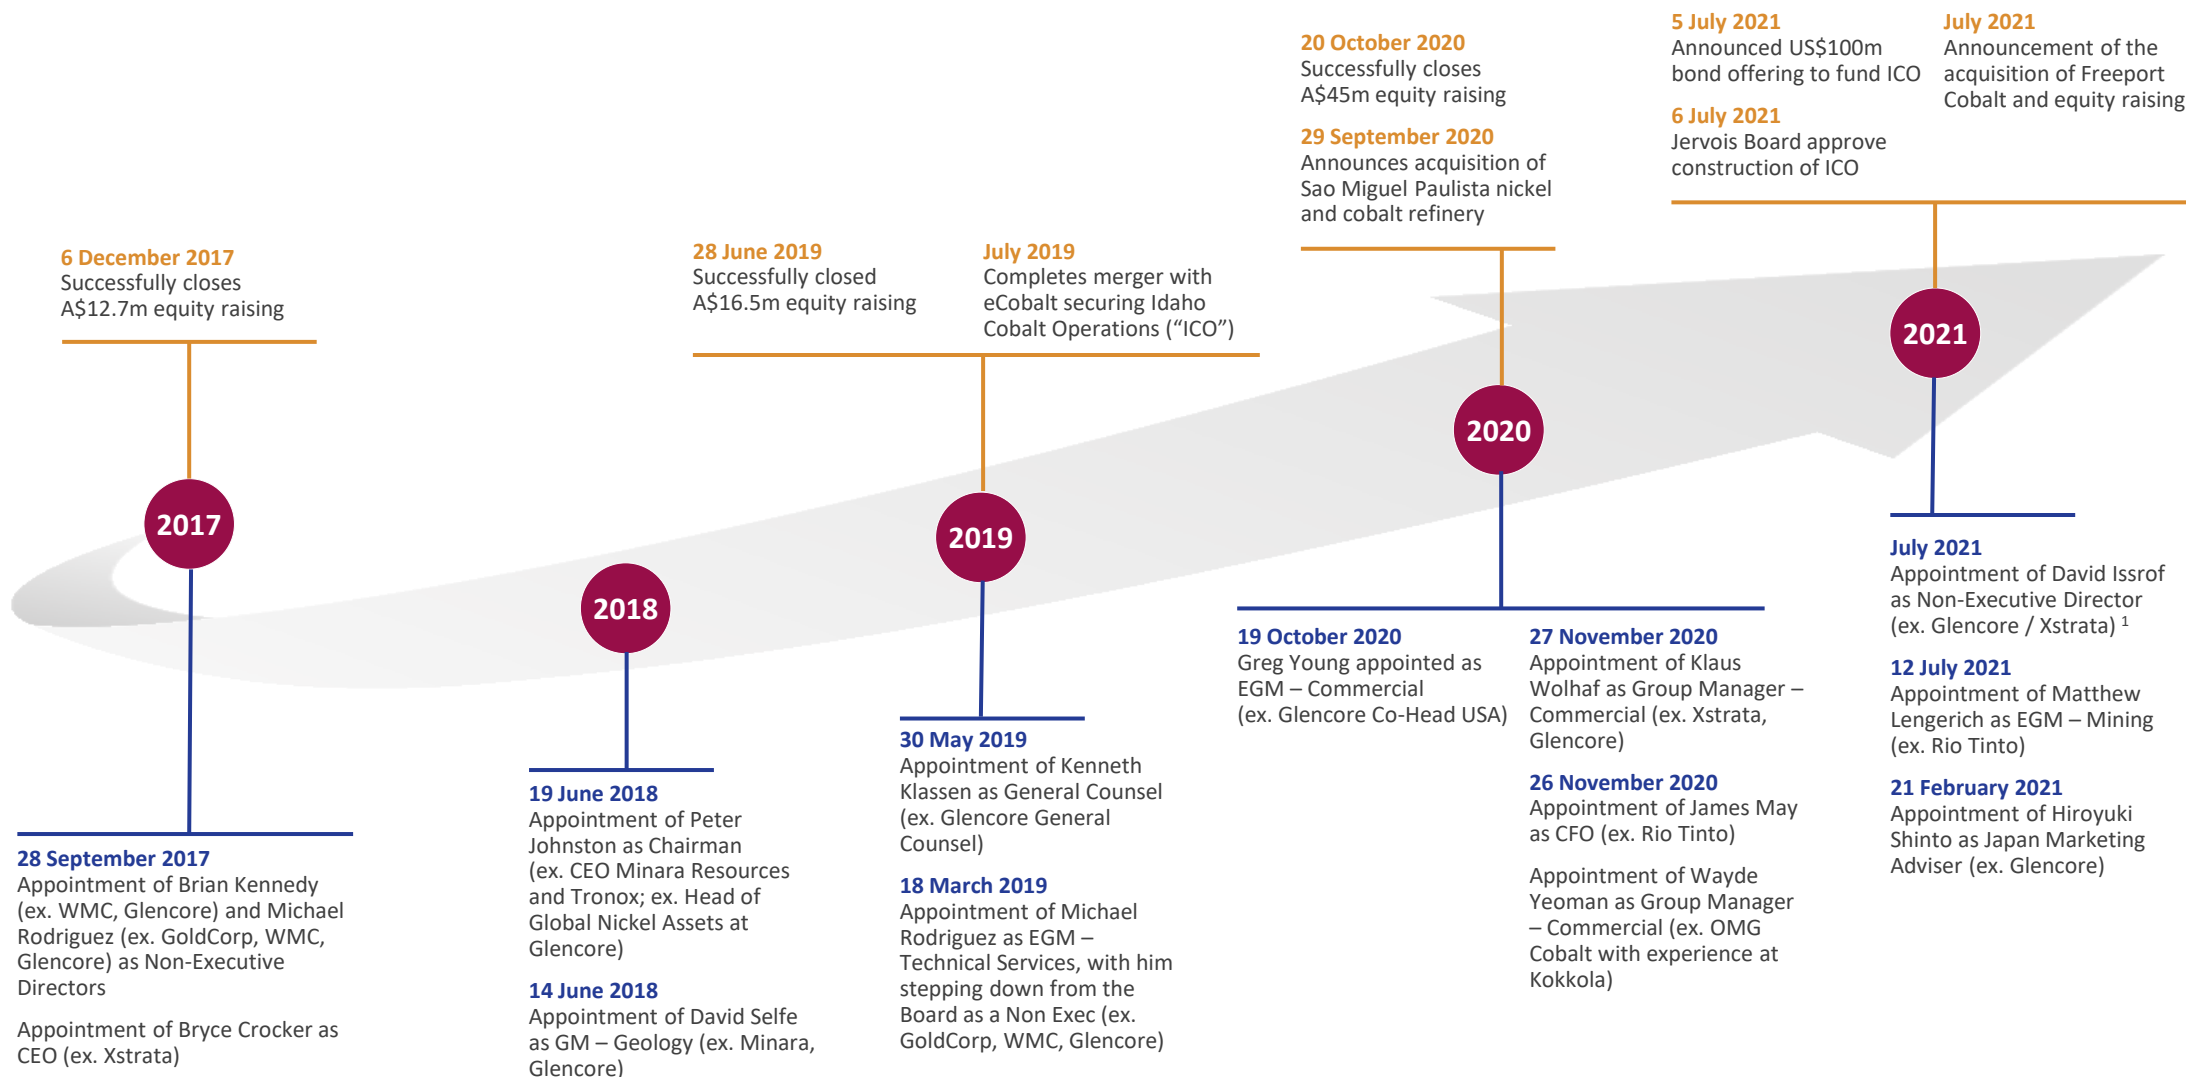 6 December 2017
Successfully closes
A$12.7m equity raising
2017
28 September 2017
Appointment of Brian Kennedy
(ex. WMC, Glencore) and Michael
Rodriguez (ex. GoldCorp, WMC,
Glencore) as Non-Executive
Directors
Appointment of Bryce Crocker as
CEO (ex. Xstrata)
2018
19 June 2018
Appointment of Peter
Johnston as Chairman
(ex. CEO Minara Resources
and Tronox; ex. Head of
Global Nickel Assets at
Glencore)
14 June 2018
Appointment of David Selfe
as GM – Geology (ex. Minara,
Glencore)
28 June 2019
Successfully closed
A$16.5m equity raising
July 2019
Completes merger with
eCobalt securing Idaho
Cobalt Operations (“ICO”)
2019
30 May 2019
Appointment of Kenneth
Klassen as General Counsel
(ex. Glencore General
Counsel)
18 March 2019
Appointment of Michael
Rodriguez as EGM –
Technical Services, with him
stepping down from the
Board as a Non Exec (ex.
GoldCorp, WMC, Glencore)
20 October 2020
Successfully closes
A$45m equity raising
29 September 2020
Announces acquisition of
Sao Miguel Paulista nickel
and cobalt refinery
2020
19 October 2020
Greg Young appointed as
EGM – Commercial
(ex. Glencore Co-Head USA)
27 November 2020
Appointment of Klaus
Wolhaf as Group Manager –
Commercial (ex. Xstrata,
Glencore)
26 November 2020
Appointment of James May
as CFO (ex. Rio Tinto)
Appointment of Wayde
Yeoman as Group Manager
– Commercial (ex. OMG
Cobalt with experience at
Kokkola)
5 July 2021
Announced US$100m
bond offering to fund ICO
6 July 2021
Jervois Board approve
construction of ICO
July 2021
Announcement of the
acquisition of Freeport
Cobalt and equity raising
2021
July 2021
Appointment of David Issrof
as Non-Executive Director
(ex. Glencore / Xstrata) 1
12 July 2021
Appointment of Matthew
Lengerich as EGM – Mining
(ex. Rio Tinto)
21 February 2021
Appointment of Hiroyuki
Shinto as Japan Marketing
Adviser (ex. Glencore)